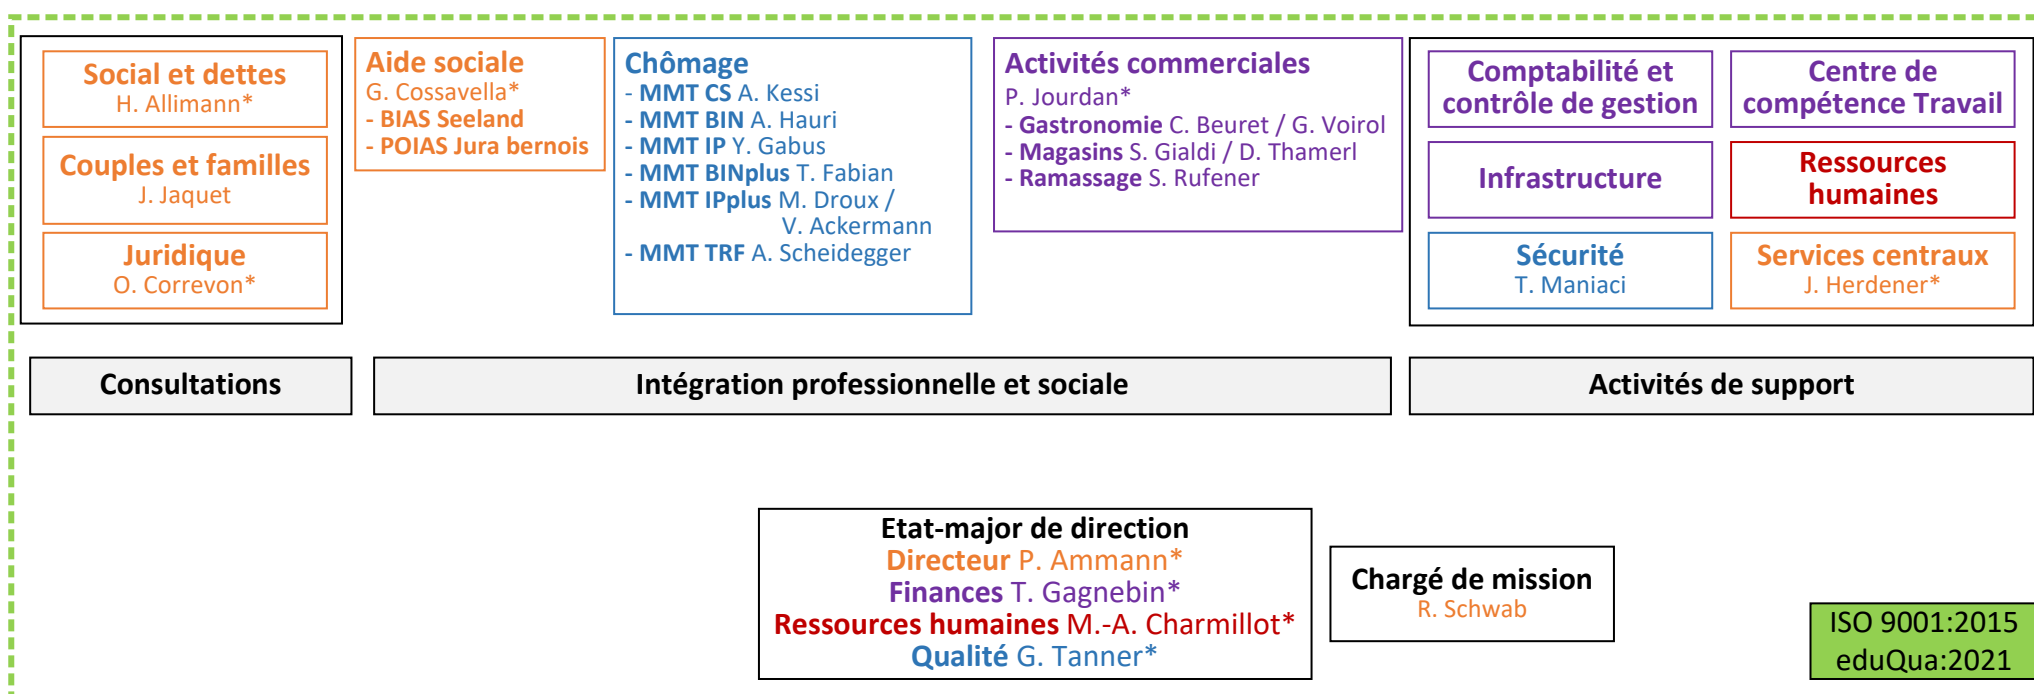 Social et dettes
H. Allimann*
Couples et familles
J. Jaquet
Juridique
O. Correvon*
Aide sociale
G. Cossavella*
- BIAS Seeland
- POIAS Jura bernois
Chômage
- MMT CS A. Kessi
- MMT BIN A. Hauri
- MMT IP Y. Gabus
- MMT BINplus T. Fabian
- MMT IPplus M. Droux /
V. Ackermann
- MMT TRF A. Scheidegger
Activités commerciales
P. Jourdan*
- Gastronomie C. Beuret / G. Voirol
- Magasins S. Gialdi / D. Thamerl
- Ramassage S. Rufener
Comptabilité et
contrôle de gestion
Centre de
compétence Travail
Infrastructure
Ressources
humaines
Sécurité
T. Maniaci
Services centraux
J. Herdener*
Consultations
Intégration professionnelle et sociale
Activités de support
Etat-major de direction
Directeur P. Ammann*
Finances T. Gagnebin*
Ressources humaines M.-A. Charmillot*
Qualité G. Tanner*
Chargé de mission
R. Schwab
ISO 9001:2015
eduQua:2021